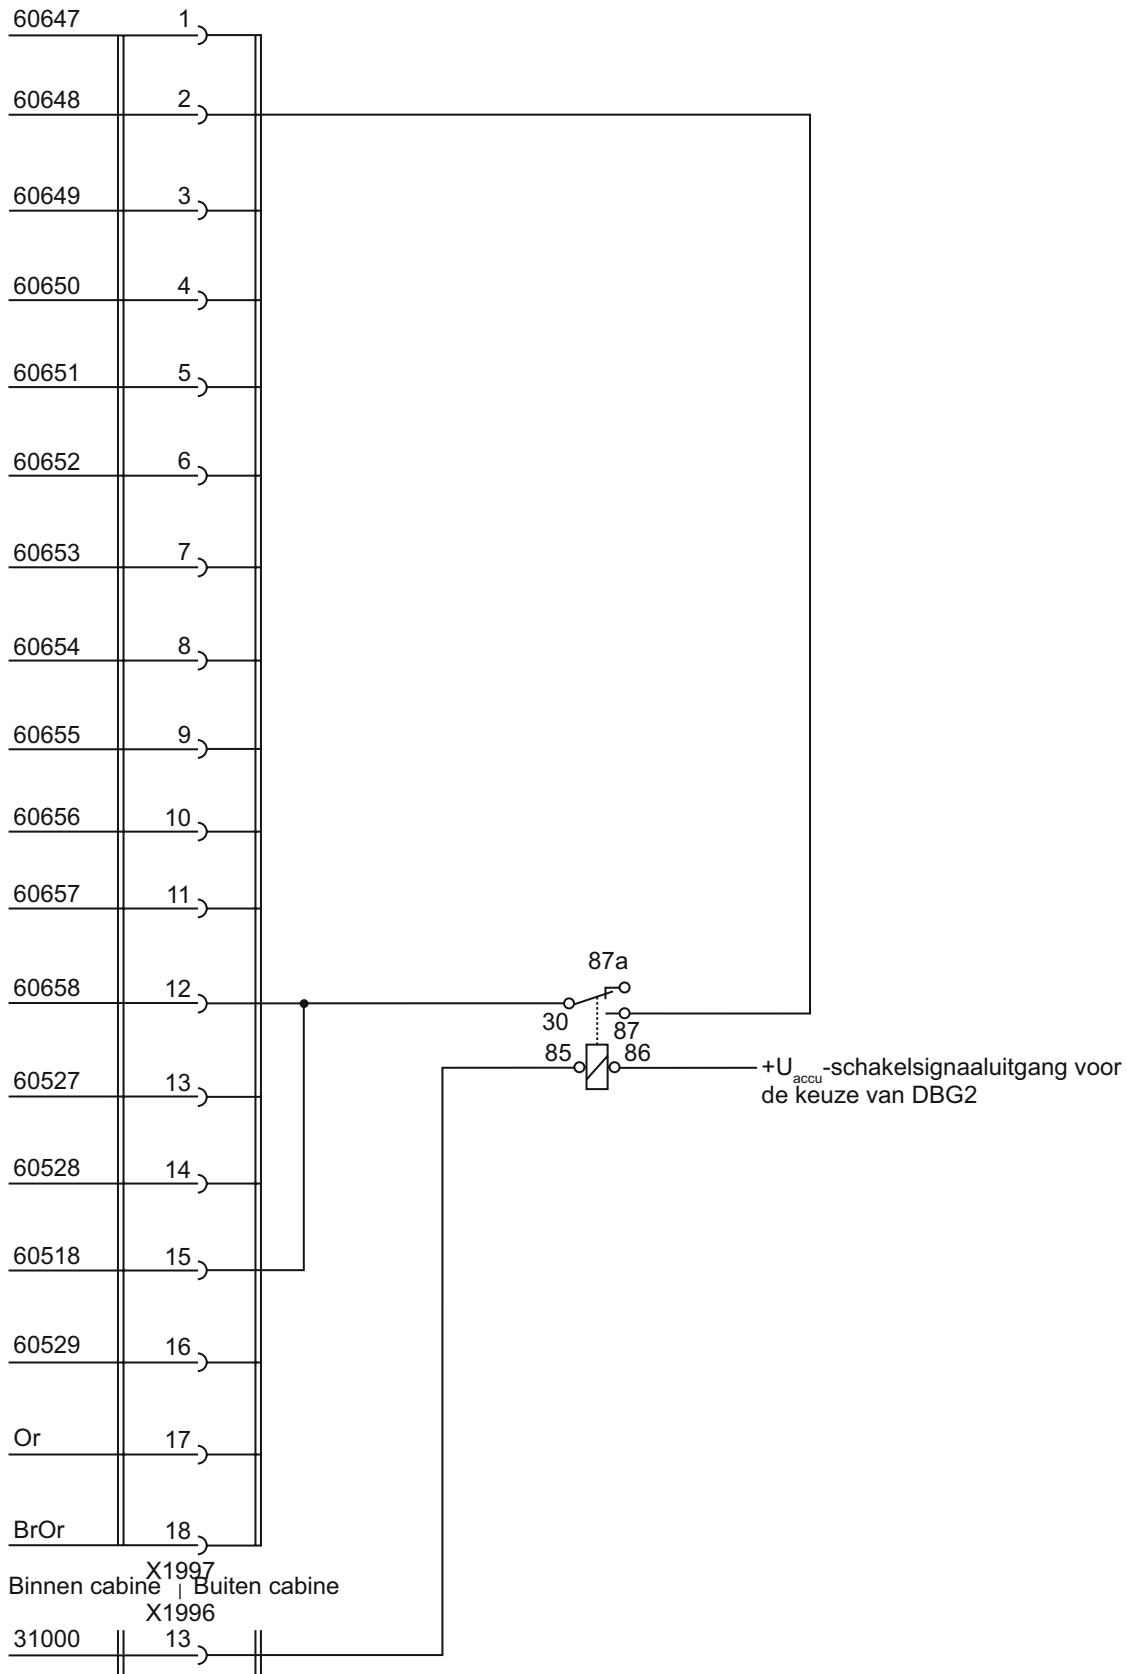 60647 1
60648 2
60649 3
60650 4
60651 5
60652 6
60653 7
60654 8
60655 9
60656 10
60657 11
87a
60658 12
30
87
85 86
+Uaccu-schakelsignaaluitgang voor
de keuze van DBG2
60527 13
60528 14
60518 15
60529 16
Or 17
BrOr 18
X1997
Binnen cabine | Buiten cabine
X1996
31000 13